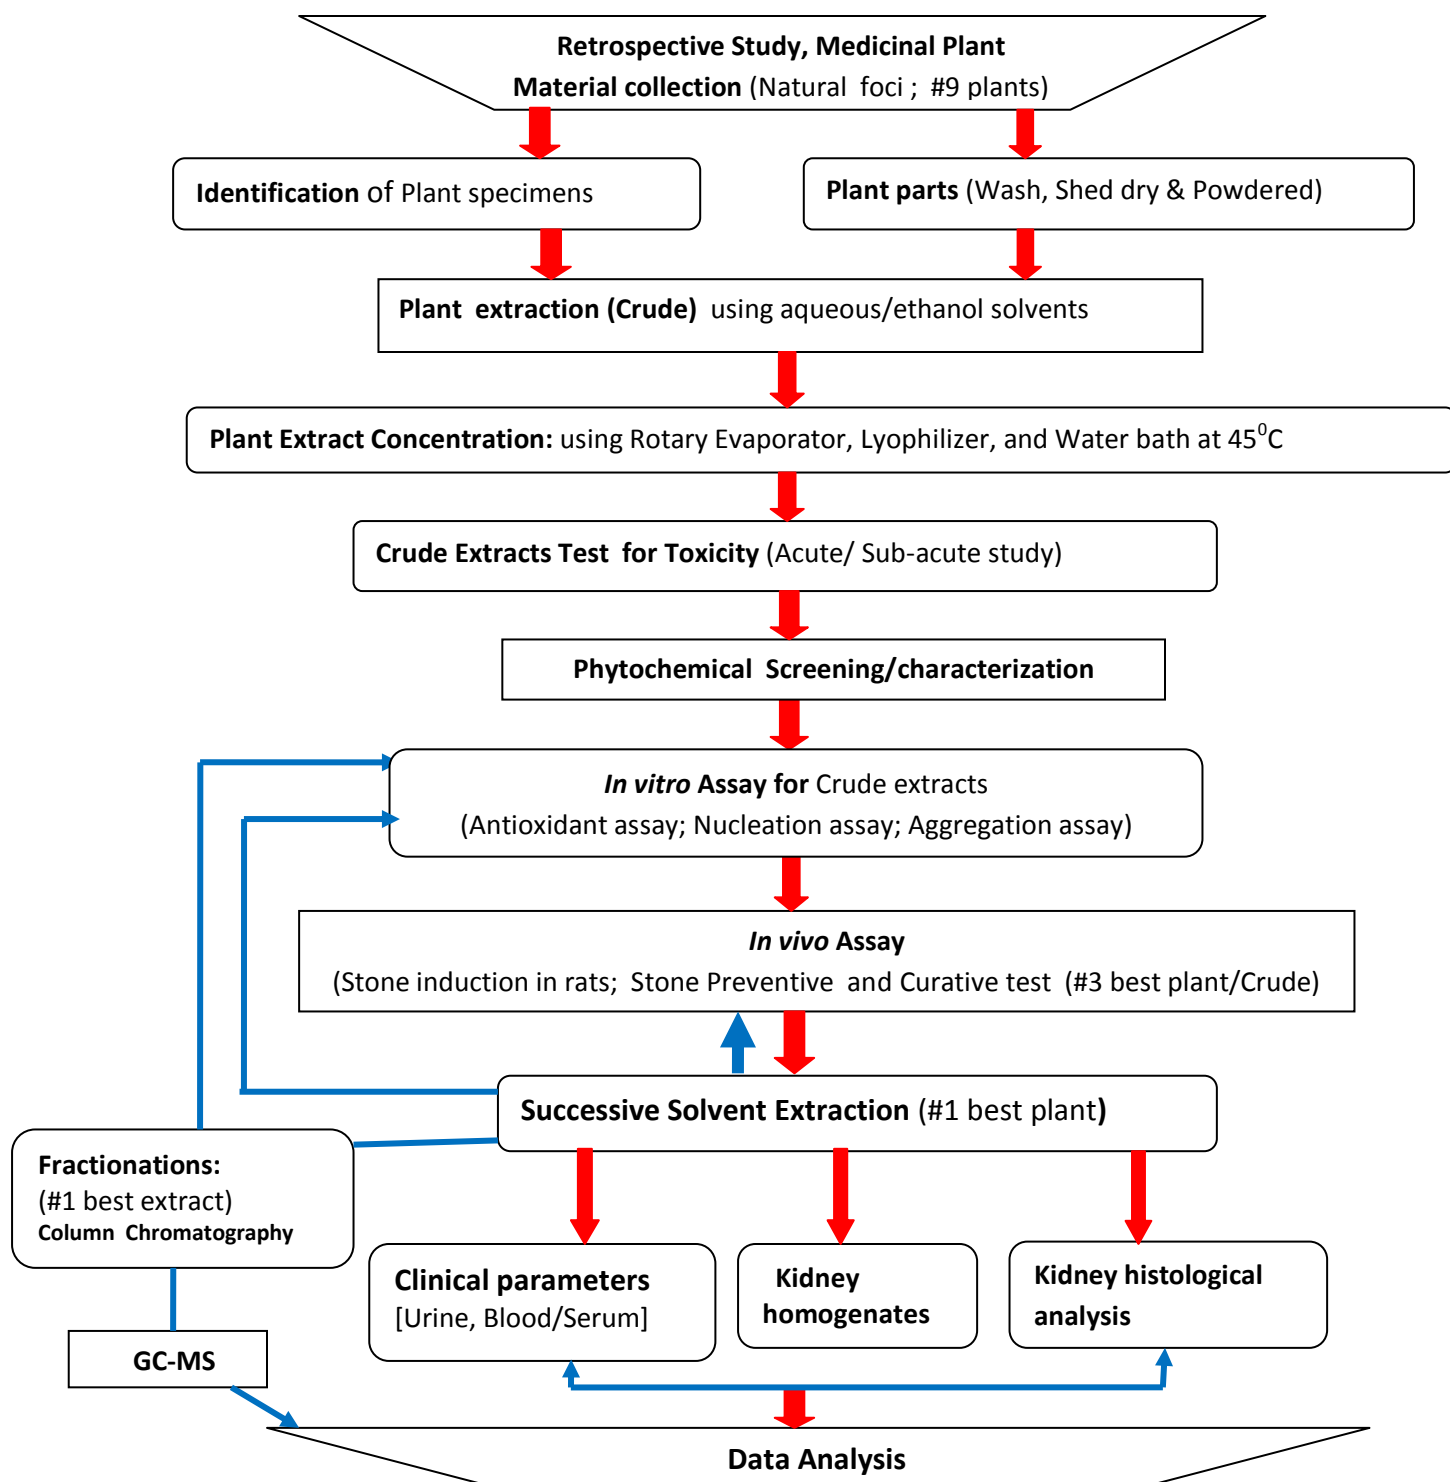 Retrospective Study, Medicinal Plant
Material collection (Natural foci ; #9 plants)
Identification of Plant specimens
Plant parts (Wash, Shed dry & Powdered)
Plant extraction (Crude) using aqueous/ethanol solvents
Plant Extract Concentration: using Rotary Evaporator, Lyophilizer, and Water bath at 45⁰C
Crude Extracts Test for Toxicity (Acute/ Sub-acute study)
Phytochemical Screening/characterization
In vitro Assay for Crude extracts
(Antioxidant assay; Nucleation assay; Aggregation assay)
In vivo Assay
(Stone induction in rats; Stone Preventive and Curative test (#3 best plant/Crude)
Successive Solvent Extraction (#1 best plant)
Fractionations:
(#1 best extract)
Column Chromatography
Clinical parameters
[Urine, Blood/Serum]
Kidney
homogenates
Kidney histological
analysis
GC-MS
Data Analysis